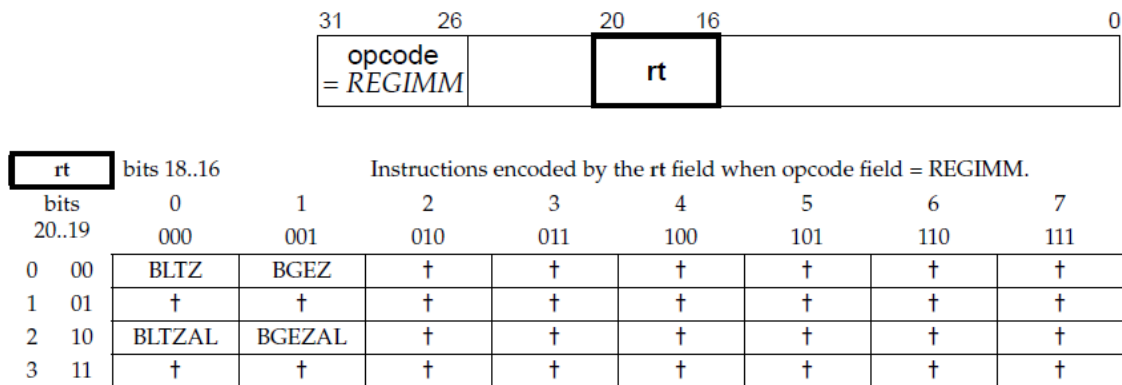 31 26 20 16 0
opcode
= REGIMM
rt
rt bits 18..16 Instructions encoded by the rt field when opcode field = REGIMM.
bits 0 1 2 3 4 5 6 7
20..19 000 001 010 011 100 101 110 111
0 00 BLTZ BGEZ † † † † † †
1 01 † † † † † † † †
2 10 BLTZAL BGEZAL † † † † † †
3 11 † † † † † † † †